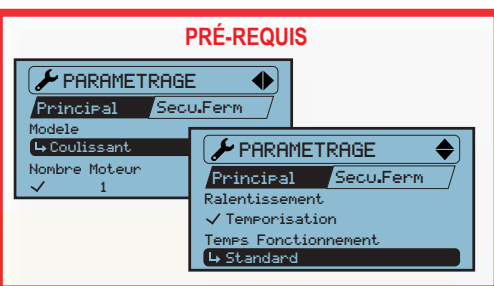 PRÉ-REQUIS
PARAMETRAGE
Principal Secu.Ferm
Modele
Coulissant
Nombre Moteur
1
PARAMETRAGE
Principal Secu.Ferm
Ralentissement
Temporisation
Temps Fonctionnement
Standard